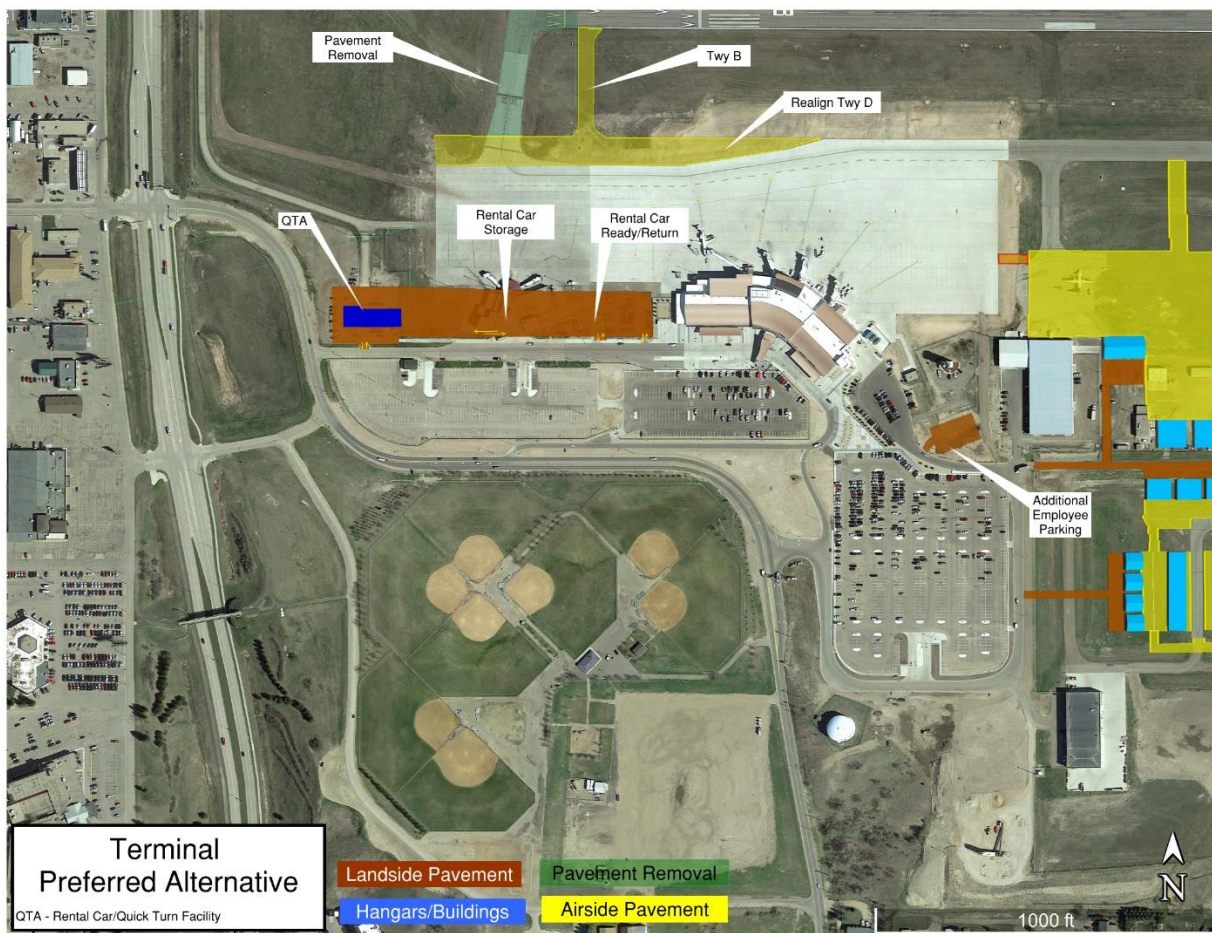 Pavement
Removal
Twy B
Realign Twy D
QTA
Rental Car
Storage
Rental Car
Ready/Return
Additional
Employee
Parking
Terminal
Preferred Alternative
QTA - Rental Car/Quick Turn Facility
Landside Pavement
Pavement Removal
Hangars/Buildings
Airside Pavement
N
1000 ft